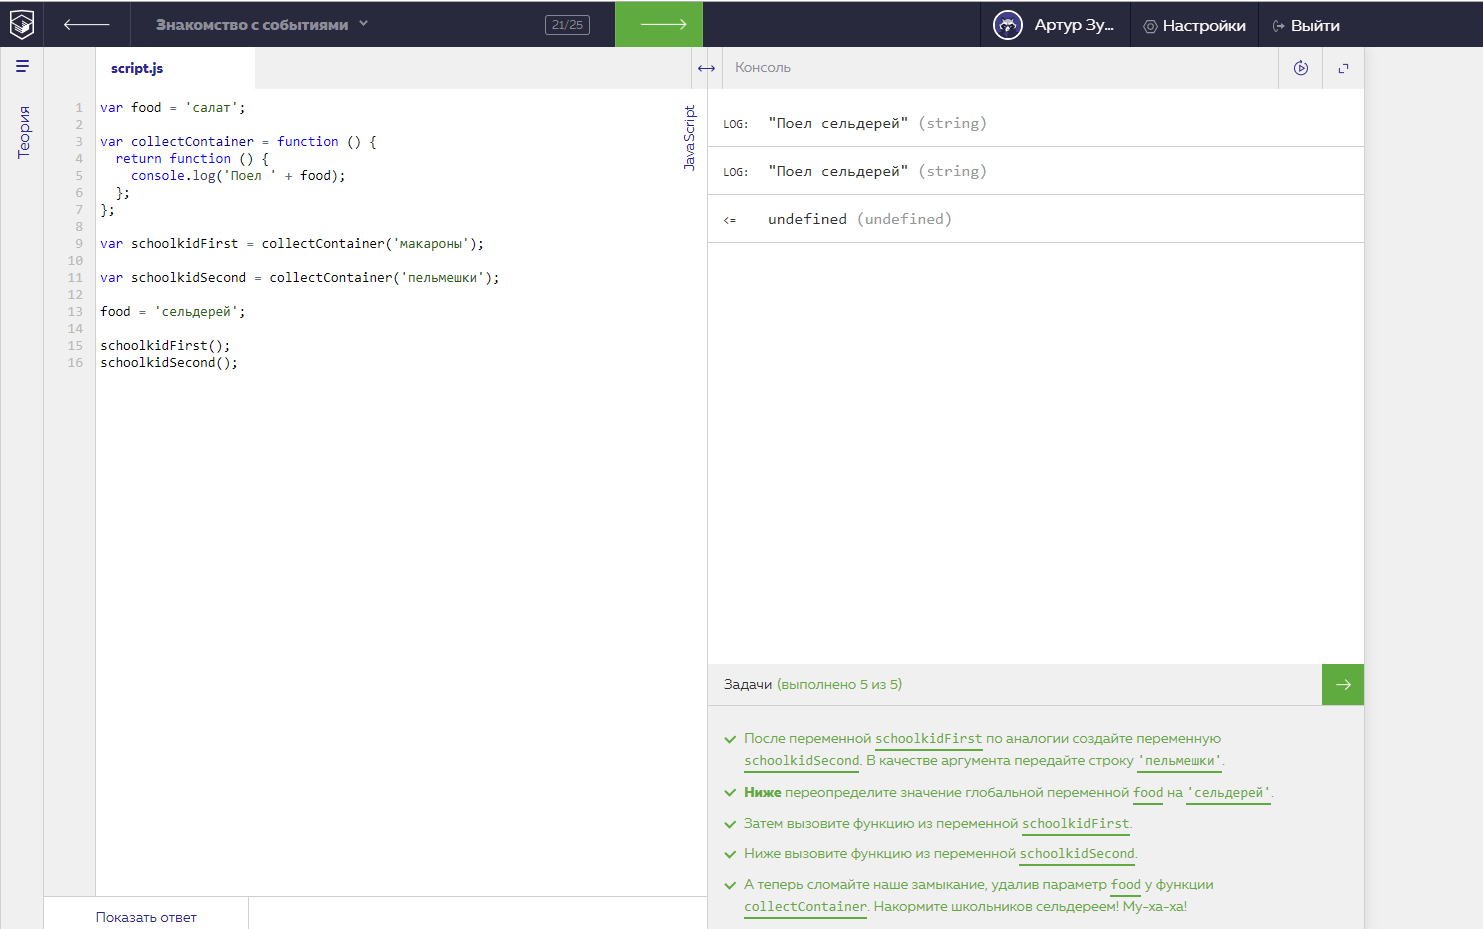 Знакомство с событиями
21/25
Артур Зу...
Настройки
Выйти
Теория
script.js
JavaScript
1 var food = 'салат';
2
3 var collectContainer = function () {
4   return function () {
5     console.log('Поел ' + food);
6   };
7 };
8
9 var schoolkidFirst = collectContainer('макароны');
10
11 var schoolkidSecond = collectContainer('пельмешки');
12
13 food = 'сельдерей';
14
15 schoolkidFirst();
16 schoolkidSecond();
Показать ответ
Консоль
LOG: "Поел сельдерей" (string)
LOG: "Поел сельдерей" (string)
<= undefined (undefined)
Задачи (выполнено 5 из 5)
После переменной schoolkidFirst по аналогии создайте переменную
schoolkidSecond. В качестве аргумента передайте строку 'пельмешки'.
Ниже переопределите значение глобальной переменной food на 'сельдерей'.
Затем вызовите функцию из переменной schoolkidFirst.
Ниже вызовите функцию из переменной schoolkidSecond.
А теперь сломайте наше замыкание, удалив параметр food у функции
collectContainer. Накормите школьников сельдереем! Му-ха-ха!